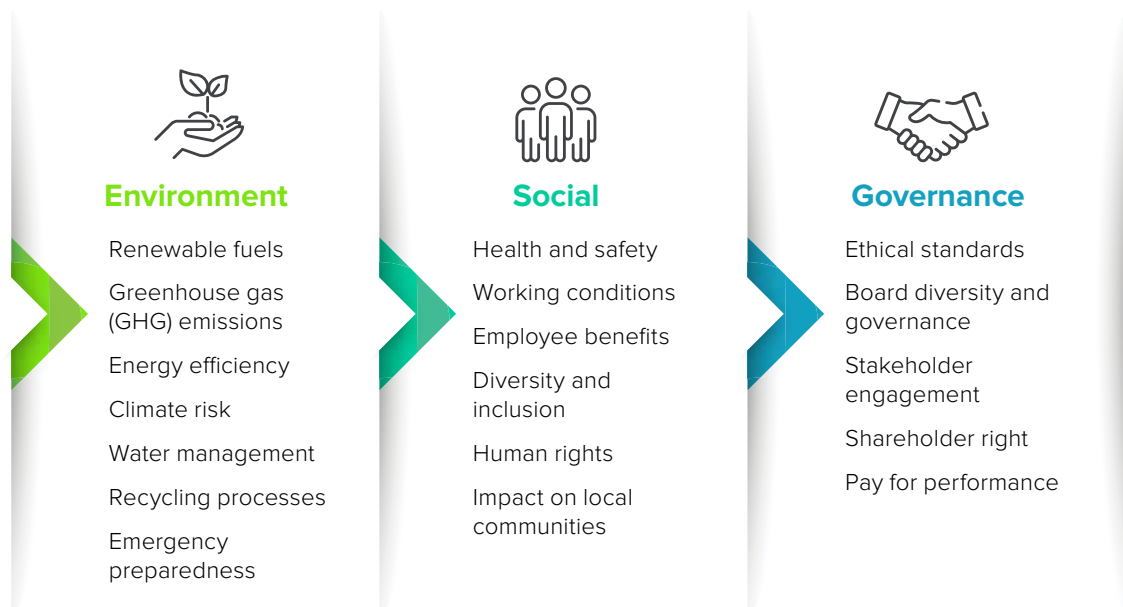 Environment
Renewable fuels
Greenhouse gas
(GHG) emissions
Energy efficiency
Climate risk
Water management
Recycling processes
Emergency
preparedness
Social
Health and safety
Working conditions
Employee benefits
Diversity and
inclusion
Human rights
Impact on local
communities
Governance
Ethical standards
Board diversity and
governance
Stakeholder
engagement
Shareholder right
Pay for performance